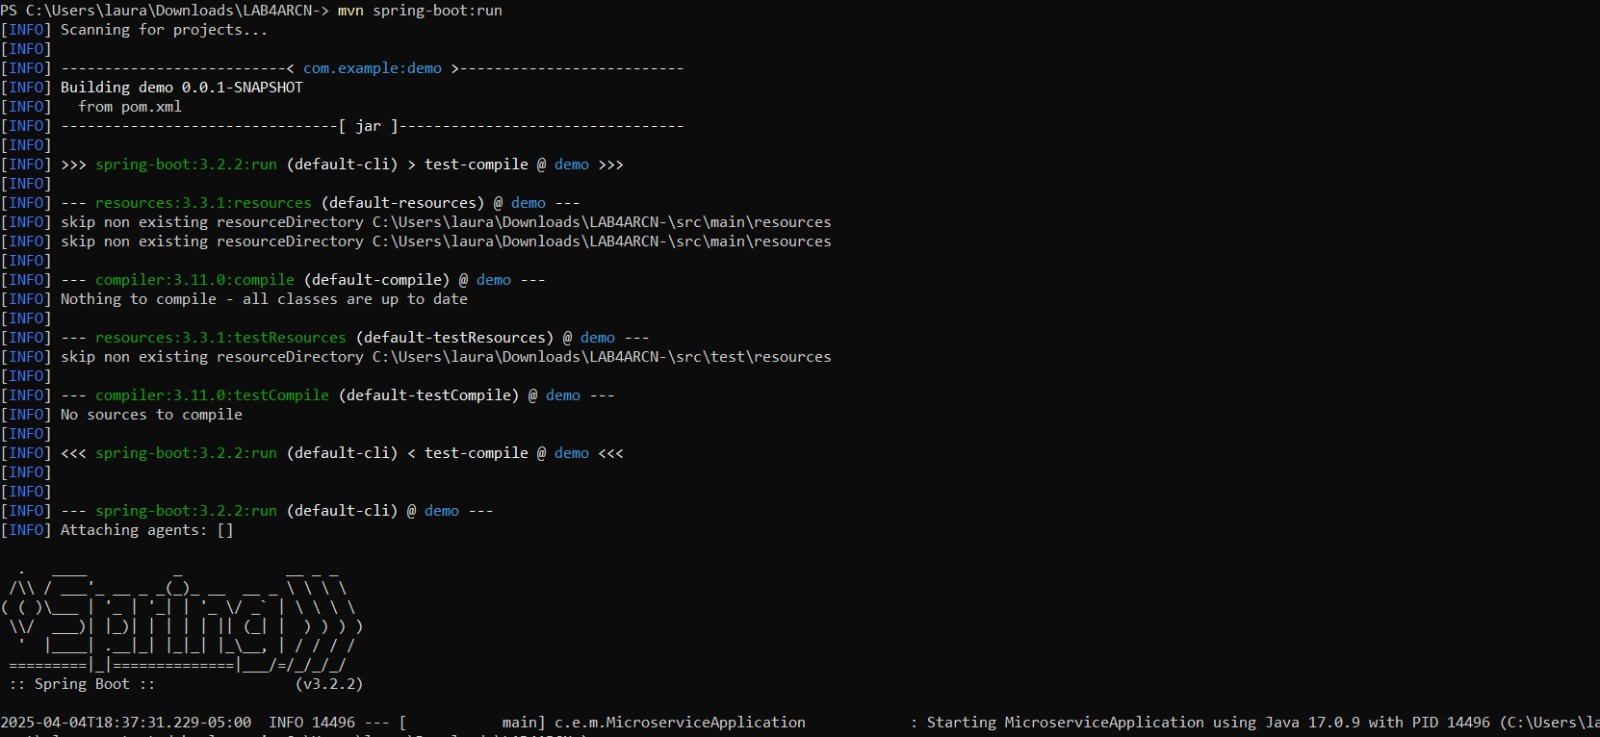 PS C:\Users\laura\Downloads\LAB4ARCN-> mvn spring-boot:run
[INFO] Scanning for projects...
[INFO]
[INFO] --------------------------< com.example:demo >--------------------------
[INFO] Building demo 0.0.1-SNAPSHOT
[INFO]   from pom.xml
[INFO] --------------------------------[ jar ]---------------------------------
[INFO]
[INFO] >>> spring-boot:3.2.2:run (default-cli) > test-compile @ demo >>>
[INFO]
[INFO] --- resources:3.3.1:resources (default-resources) @ demo ---
[INFO] skip non existing resourceDirectory C:\Users\laura\Downloads\LAB4ARCN-\src\main\resources
[INFO] skip non existing resourceDirectory C:\Users\laura\Downloads\LAB4ARCN-\src\main\resources
[INFO]
[INFO] --- compiler:3.11.0:compile (default-compile) @ demo ---
[INFO] Nothing to compile - all classes are up to date
[INFO]
[INFO] --- resources:3.3.1:testResources (default-testResources) @ demo ---
[INFO] skip non existing resourceDirectory C:\Users\laura\Downloads\LAB4ARCN-\src\test\resources
[INFO]
[INFO] --- compiler:3.11.0:testCompile (default-testCompile) @ demo ---
[INFO] No sources to compile
[INFO]
[INFO] <<< spring-boot:3.2.2:run (default-cli) < test-compile @ demo <<<
[INFO]
[INFO]
[INFO] --- spring-boot:3.2.2:run (default-cli) @ demo ---
[INFO] Attaching agents: []
  .   ____          _            __ _ _
 /\\ / ___'_ __ _ _(_)_ __  __ _ \ \ \ \
( ( )\___ | '_ | '_| | '_ \/ _` | \ \ \ \
 \\/  ___)| |_)| | | | | || (_| |  ) ) ) )
  '  |____| .__|_| |_|_| |_\__, | / / / /
 =========|_|==============|___/=/_/_/_/
 :: Spring Boot ::                (v3.2.2)
2025-04-04T18:37:31.229-05:00  INFO 14496 --- [           main] c.e.m.MicroserviceApplication            : Starting MicroserviceApplication using Java 17.0.9 with PID 14496 (C:\Users\la